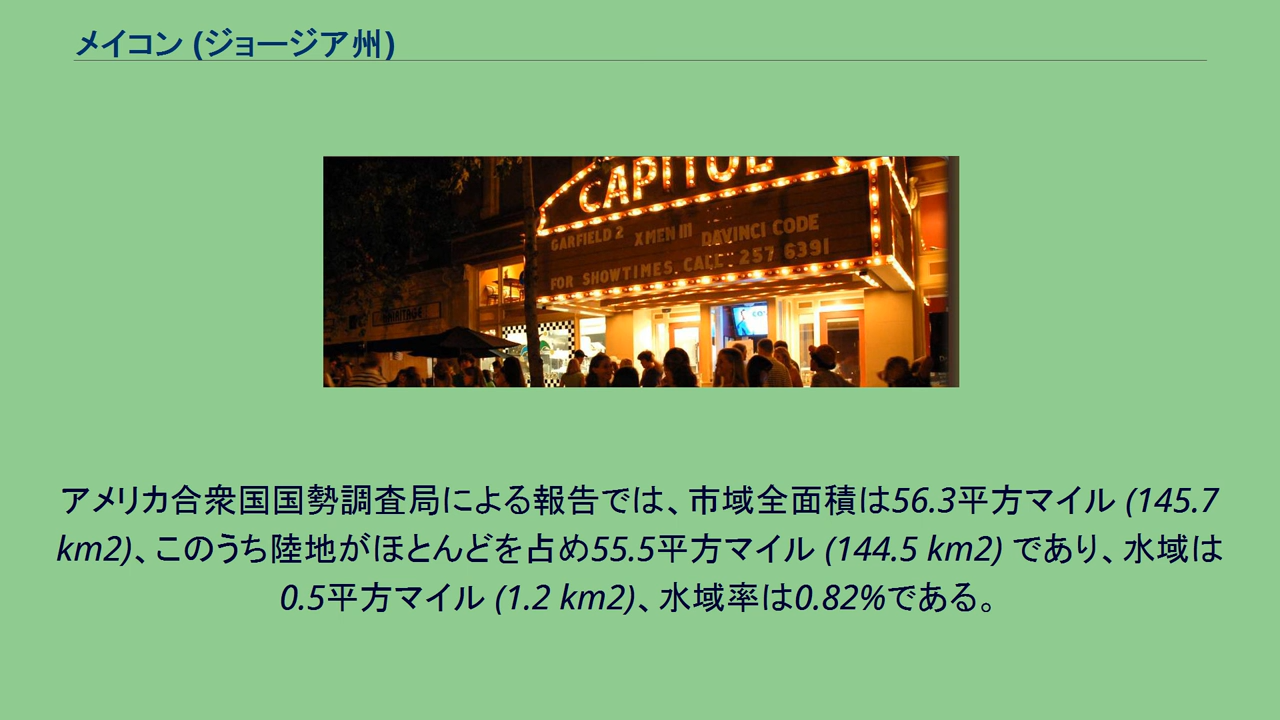 メイコン (ジョージア州)
CAPITOL
GARFIELD 2 XMEN III DAVINCI CODE
FOR SHOWTIMES CALL 257 6391
HERITAGE
アメリカ合衆国国勢調査局による報告では、市域全面積は56.3平方マイル (145.7
km2)、このうち陸地がほとんどを占め55.5平方マイル (144.5 km2) であり、水域は
0.5平方マイル (1.2 km2)、水域率は0.82%である。